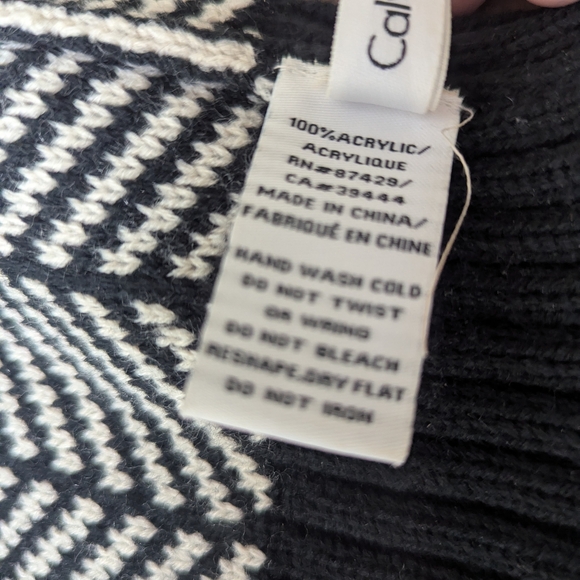 Cal
100% ACRYLIC/
ACRYLIQUE
RN#87429/
CA#39444
MADE IN CHINA/
FABRIQUÉ EN CHINE
HAND WASH COLD
DO NOT TWIST
OR WRING
DO NOT BLEACH
RESHAPE.DRY FLAT
DO NOT IRON